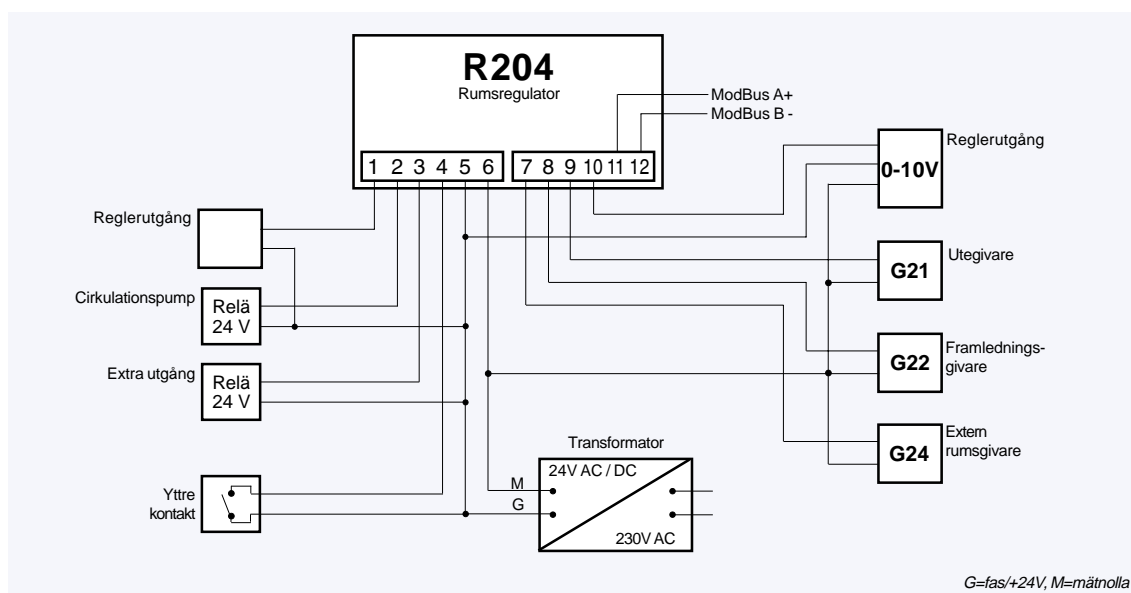 R204
Rumsregulator
ModBus A+
ModBus B -
1 2 3 4 5 6 7 8 9 10 11 12
Reglerutgång
0-10V
Reglerutgång
G21
Utegivare
Cirkulationspump
Relä
24 V
G22
Framlednings-
givare
Extra utgång
Relä
24 V
G24
Extern
rumsgivare
Transformator
24V AC / DC
M
G
230V AC
Yttre
kontakt
G=fas/+24V, M=mätnolla